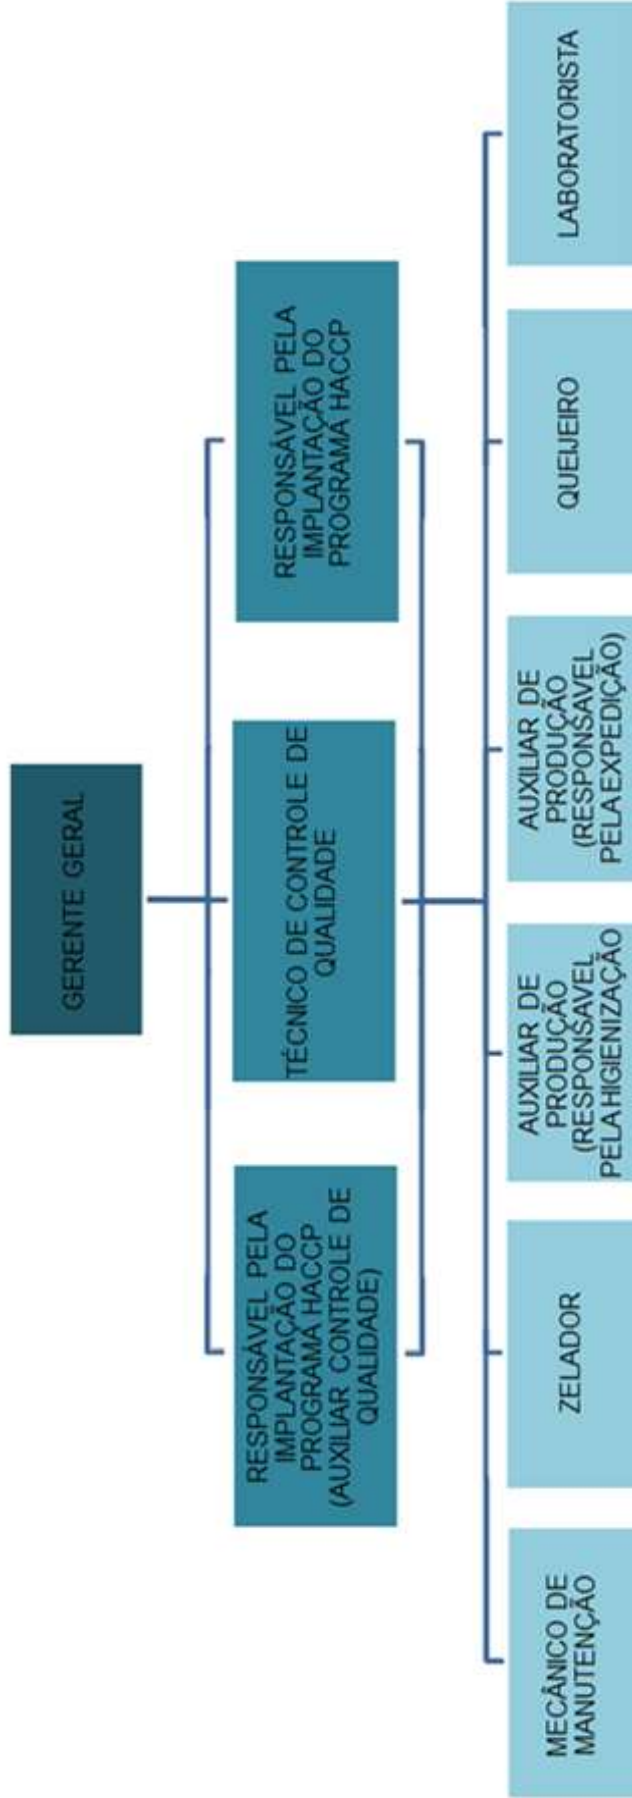 GERENTE GERAL
RESPONSÁVEL PELA
IMPLANTAÇÃO DO
PROGRAMA HACCP
(AUXILIAR CONTROLE DE
QUALIDADE)
TÉCNICO DE CONTROLE DE
QUALIDADE
RESPONSÁVEL PELA
IMPLANTAÇÃO DO
PROGRAMA HACCP
MECÂNICO DE
MANUTENÇÃO
ZELADOR
AUXILIAR DE
PRODUÇÃO
(RESPONSÁVEL
PELA HIGIENIZAÇÃO
AUXILIAR DE
PRODUÇÃO
(RESPONSÁVEL
PELA EXPEDIÇÃO)
QUEIJEIRO
LABORATORISTA